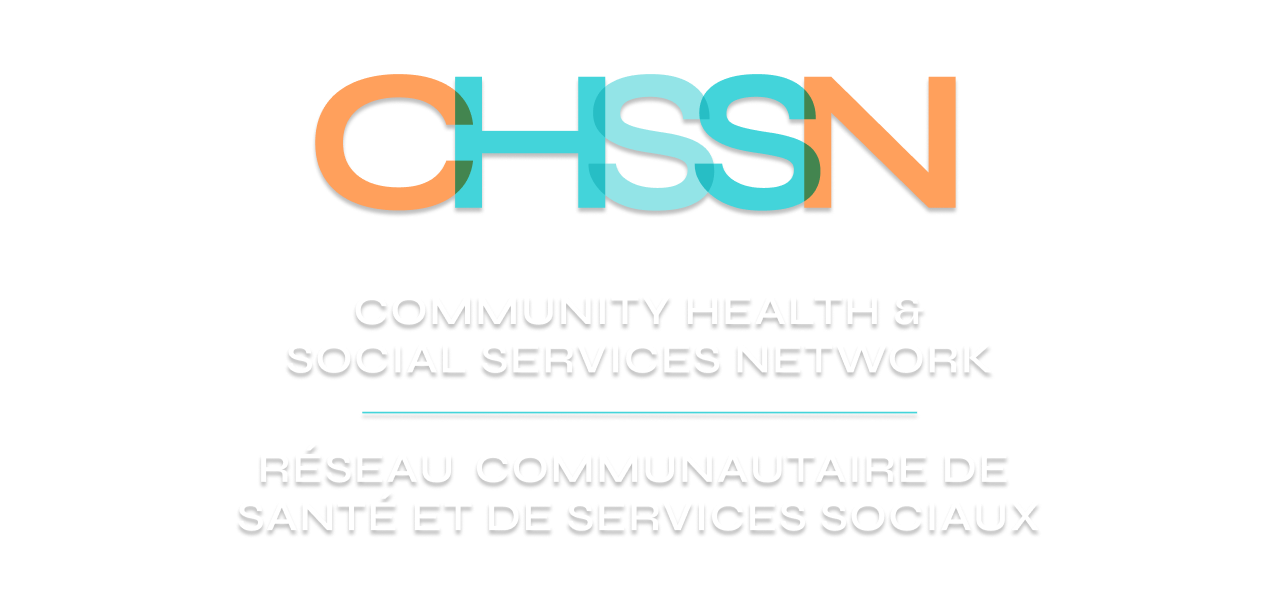 CHSSN
COMMUNITY HEALTH &
SOCIAL SERVICES NETWORK
RÉSEAU COMMUNAUTAIRE DE
SANTÉ ET DE SERVICES SOCIAUX